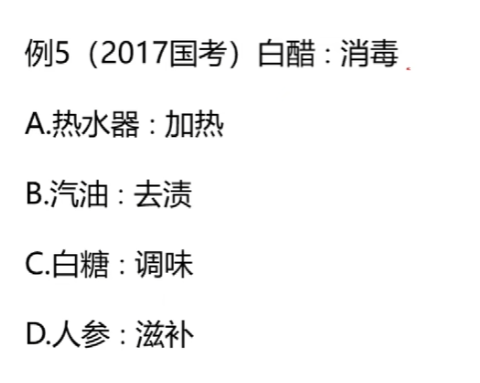 例5（2017国考）白醋 : 消毒
A.热水器 : 加热
B.汽油 : 去渍
C.白糖 : 调味
D.人参 : 滋补